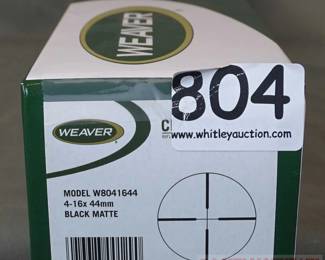 WEAVER
804
www.whitleyauction.com
WEAVER
MODEL W8041644
4-16x 44mm
BLACK MATTE